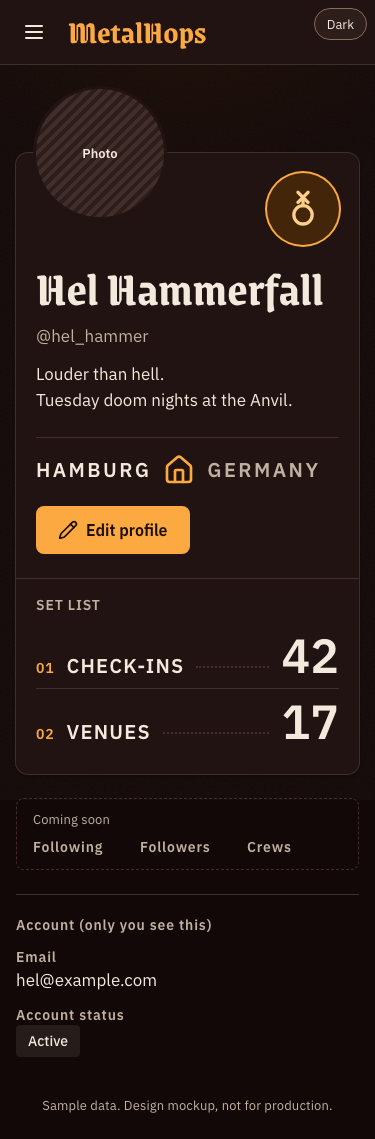 MetalHops
Dark
Photo
Hel Hammerfall
@hel_hammer
Louder than hell.
Tuesday doom nights at the Anvil.
HAMBURG GERMANY
Edit profile
SET LIST
01 CHECK-INS 42
02 VENUES 17
Coming soon
Following Followers Crews
Account (only you see this)
Email
hel@example.com
Account status
Active
Sample data. Design mockup, not for production.